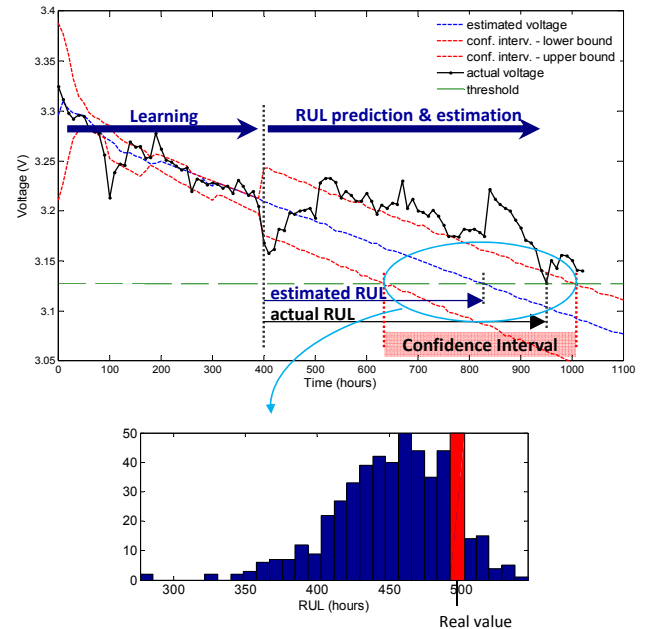 3.4
3.35
3.3
3.25
3.2
3.15
3.1
3.05
Voltage (V)
estimated voltage
conf. interv. - lower bound
conf. interv. - upper bound
actual voltage
threshold
Learning
RUL prediction & estimation
estimated RUL
actual RUL
Confidence Interval
0 100 200 300 400 500 600 700 800 900 1000 1100
Time (hours)
50
40
30
20
10
0
300 350 400 450 500
RUL (hours)
Real value